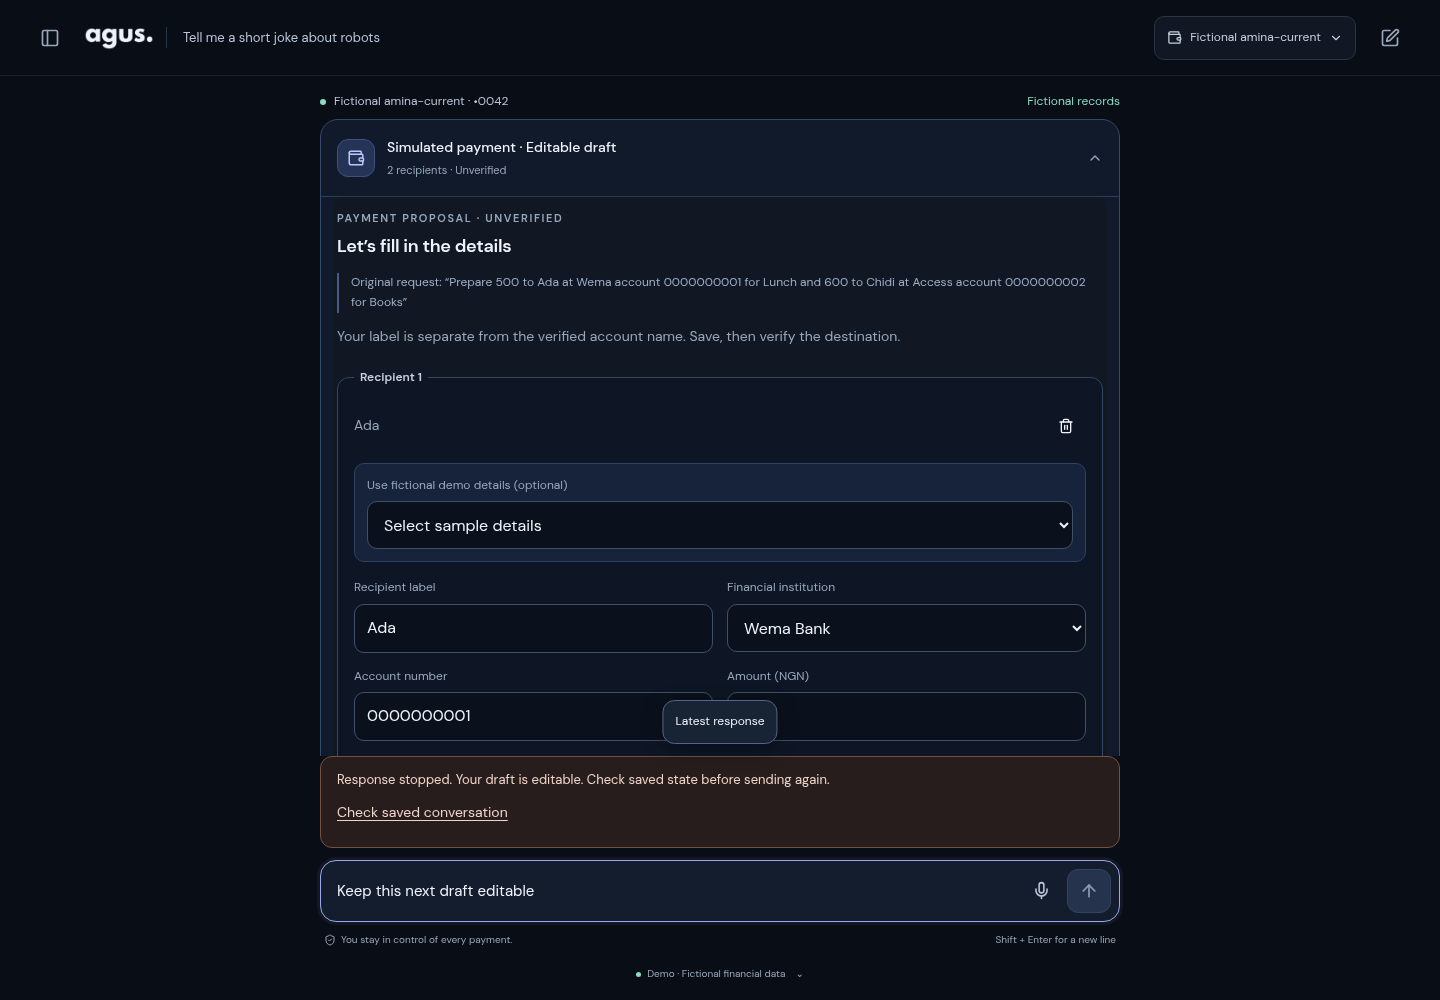 agus.
Tell me a short joke about robots
Fictional amina-current
Fictional amina-current · •0042
Fictional records
Simulated payment · Editable draft
2 recipients · Unverified
PAYMENT PROPOSAL · UNVERIFIED
Let’s fill in the details
Original request: “Prepare 500 to Ada at Wema account 0000000001 for Lunch and 600 to Chidi at Access account 0000000002
for Books”
Your label is separate from the verified account name. Save, then verify the destination.
Recipient 1
Ada
Use fictional demo details (optional)
Select sample details
Recipient label
Financial institution
Ada
Wema Bank
Account number
Amount (NGN)
0000000001
Latest response
Response stopped. Your draft is editable. Check saved state before sending again.
Check saved conversation
Keep this next draft editable
You stay in control of every payment.
Shift + Enter for a new line
Demo · Fictional financial data